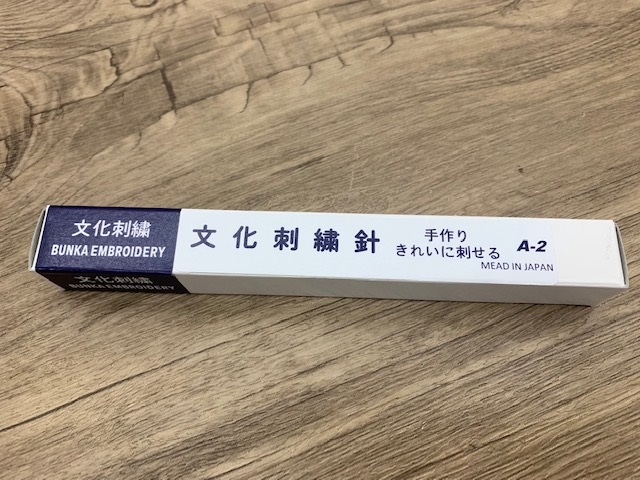 文化刺繍
BUNKA EMBROIDERY
文化刺繍針
手作り
きれいに刺せる
A-2
MEAD IN JAPAN
文化刺繍
BUNKA EMBROIDERY